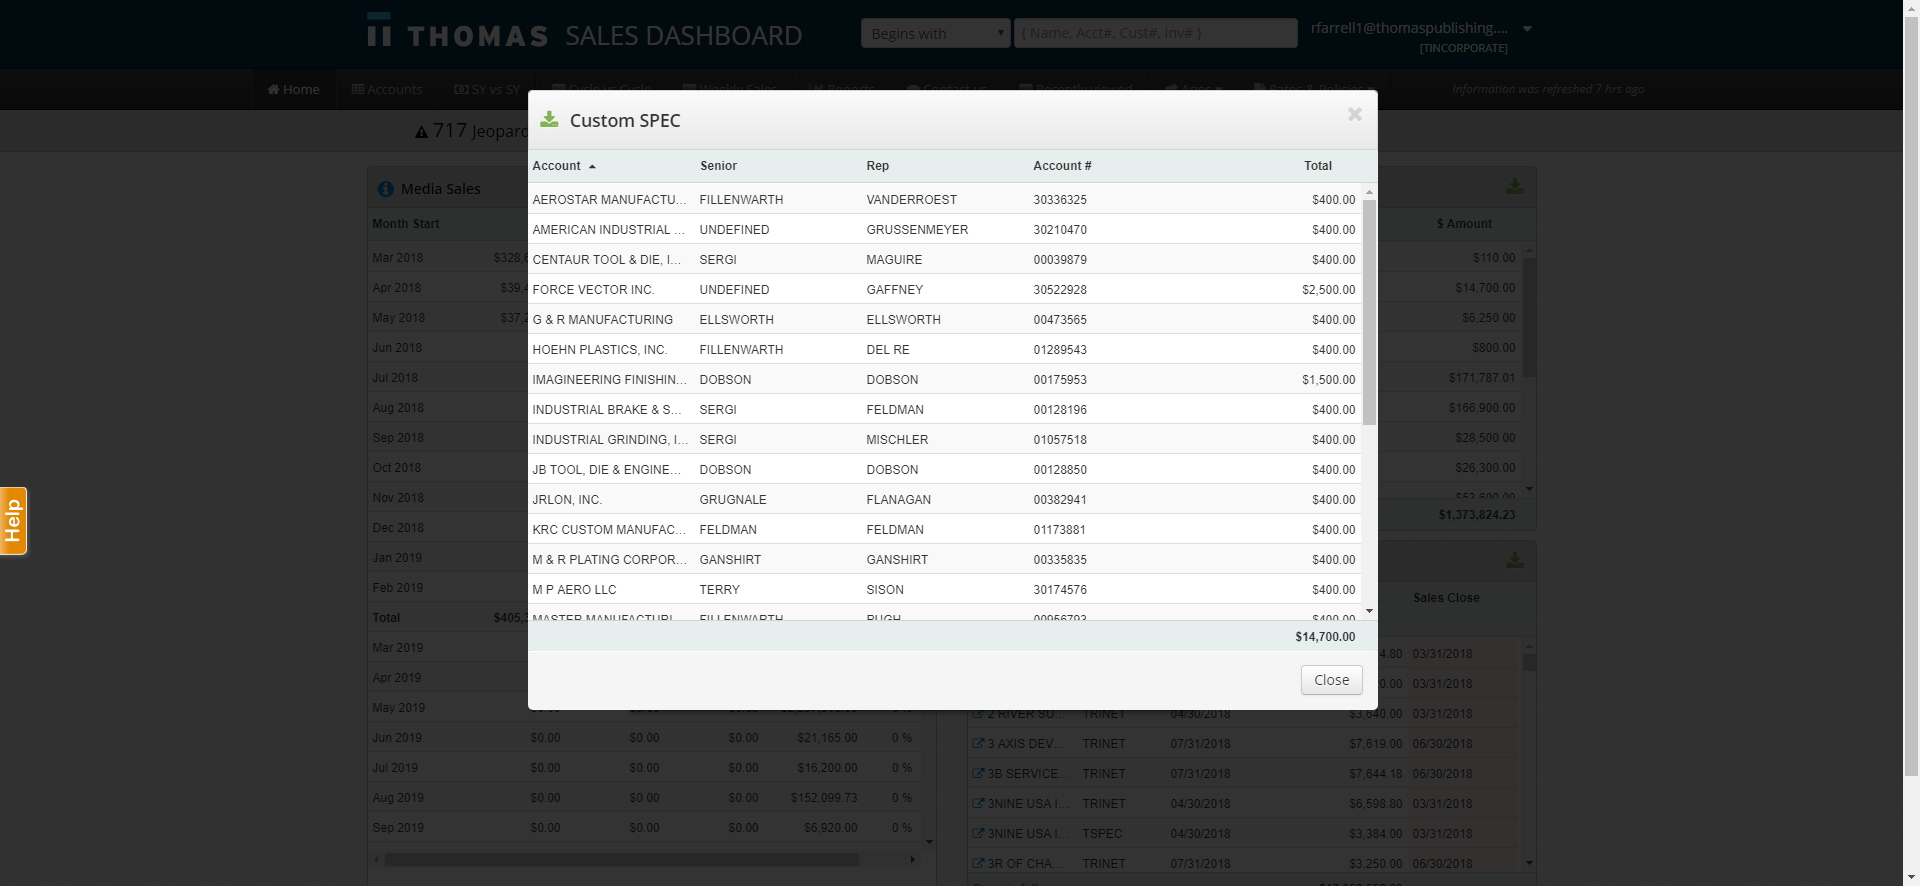 THOMAS SALES DASHBOARD
Begins with
{ Name, Acct#, Cust#, Inv# }
rfarrell1@thomaspublishing....
[TINCORPORATE]
Home
Accounts
SY vs SY
Information was refreshed 7 hrs ago
717 Jeopard
Custom SPEC
Account Senior Rep Account # Total
AEROSTAR MANUFACTU... FILLENWARTH VANDERROEST 30336325 $400.00
AMERICAN INDUSTRIAL ... UNDEFINED GRUSSENMEYER 30210470 $400.00
CENTAUR TOOL & DIE, I... SERGI MAGUIRE 00039879 $400.00
FORCE VECTOR INC. UNDEFINED GAFFNEY 30522928 $2,500.00
G & R MANUFACTURING ELLSWORTH ELLSWORTH 00473565 $400.00
HOEHN PLASTICS, INC. FILLENWARTH DEL RE 01289543 $400.00
IMAGINEERING FINISHIN... DOBSON DOBSON 00175953 $1,500.00
INDUSTRIAL BRAKE & S... SERGI FELDMAN 00128196 $400.00
INDUSTRIAL GRINDING, I... SERGI MISCHLER 01057518 $400.00
JB TOOL, DIE & ENGINE... DOBSON DOBSON 00128850 $400.00
JRLON, INC. GRUGNALE FLANAGAN 00382941 $400.00
KRC CUSTOM MANUFAC... FELDMAN FELDMAN 01173881 $400.00
M & R PLATING CORPOR... GANSHIRT GANSHIRT 00335835 $400.00
M P AERO LLC TERRY SISON 30174576 $400.00
MASTER MANUFACTURI... FILLENWARTH PUGH 00956793 $400.00
$14,700.00
Close
Help
Media Sales
Month Start
Mar 2018 $328,6
Apr 2018 $39,4
May 2018 $37,2
Jun 2018
Jul 2018
Aug 2018
Sep 2018
Oct 2018
Nov 2018
Dec 2018
Jan 2019
Feb 2019
Total $405,3
Mar 2019
Apr 2019
May 2019
Jun 2019 $0.00 $0.00 $0.00 $21,165.00 0 %
Jul 2019 $0.00 $0.00 $0.00 $16,200.00 0 %
Aug 2019 $0.00 $0.00 $0.00 $152,099.73 0 %
Sep 2019 $0.00 $0.00 $0.00 $6,920.00 0 %
$ Amount
$110.00
$14,700.00
$6,250.00
$800.00
$171,787.01
$166,900.00
$28,500.00
$26,300.00
$53,600.00
$1,373,824.23
Sales Close
4.80 03/31/2018
0.00 03/31/2018
2 RIVER SU... TRINET 04/30/2018 $3,640.00 03/31/2018
3 AXIS DEV... TRINET 07/31/2018 $7,619.00 06/30/2018
3B SERVICE... TRINET 07/31/2018 $7,644.18 06/30/2018
3NINE USA I... TRINET 04/30/2018 $6,598.80 03/31/2018
3NINE USA I... TSPEC 04/30/2018 $3,384.00 03/31/2018
3R OF CHA... TRINET 07/31/2018 $3,250.00 06/30/2018